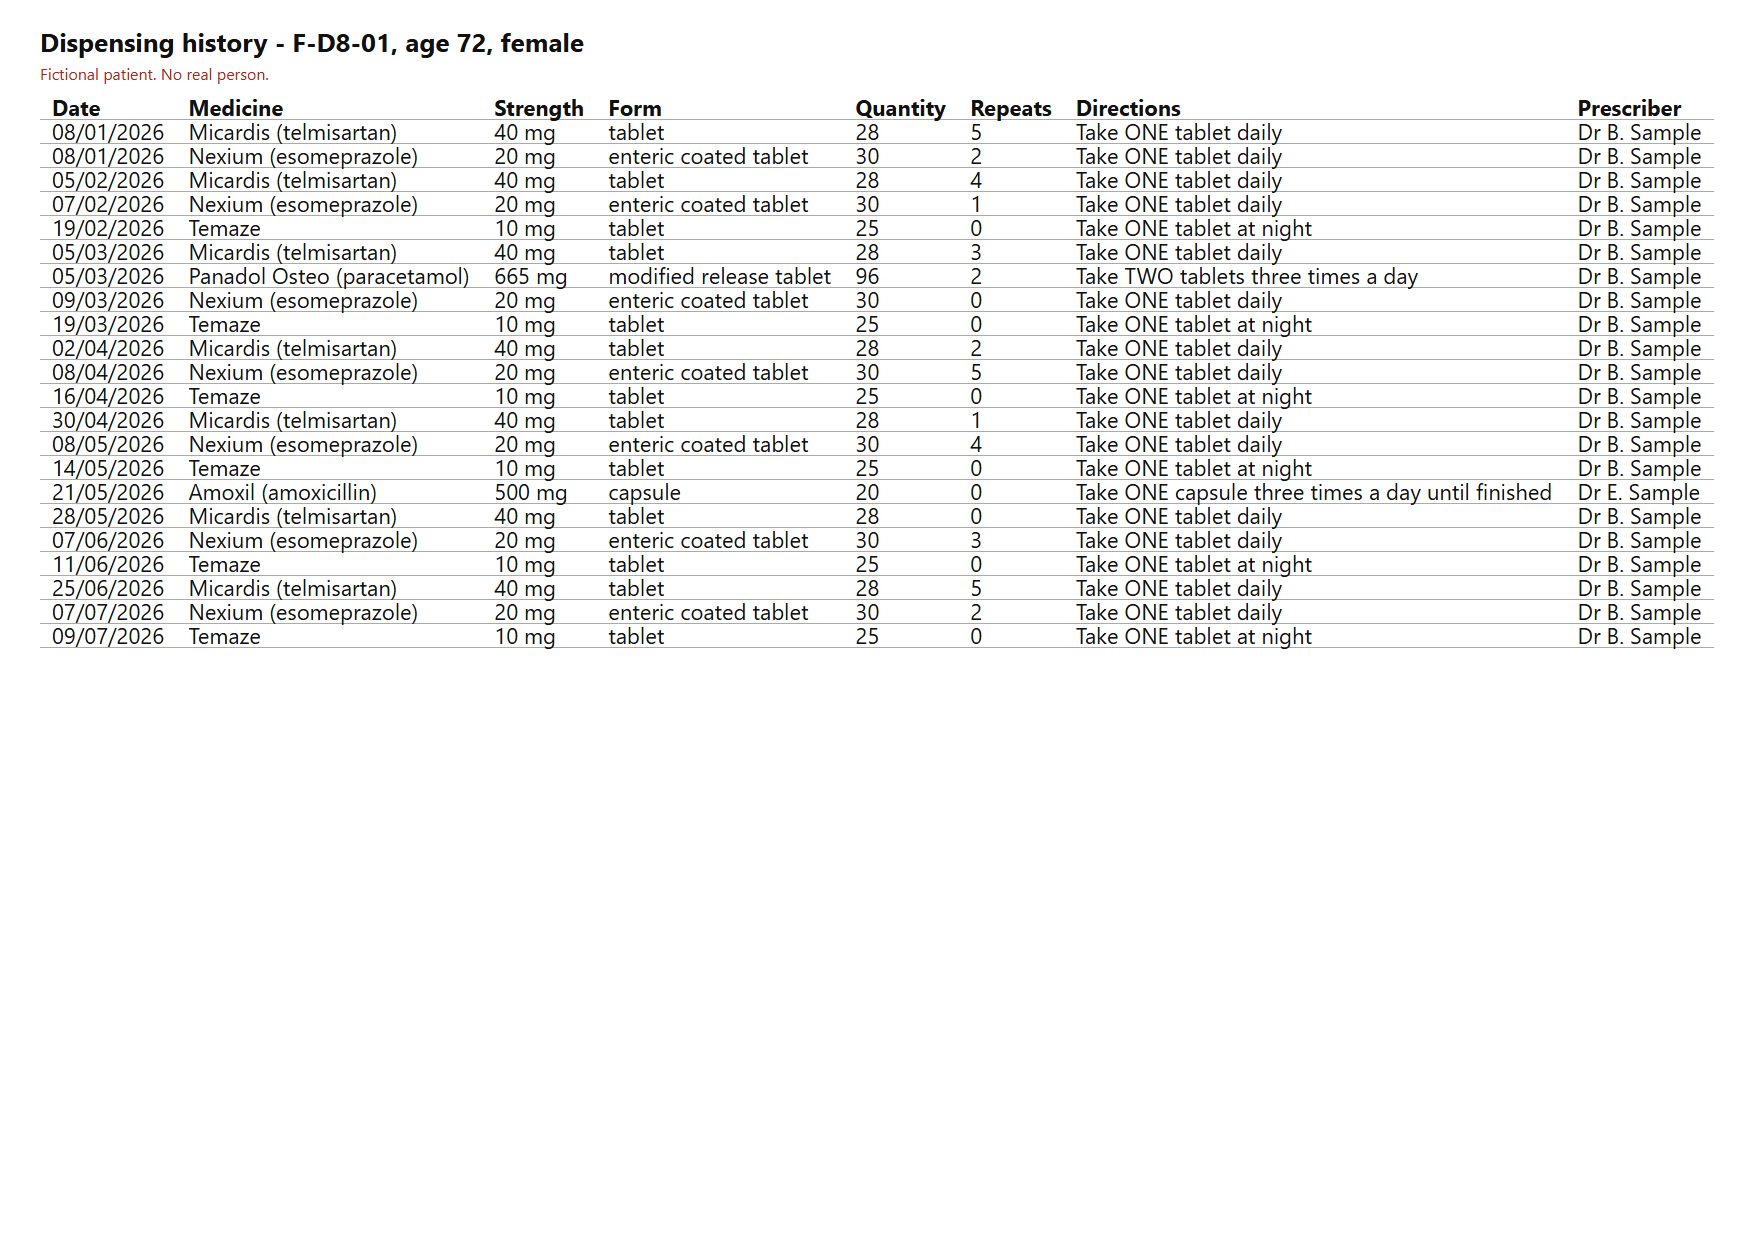 Dispensing history - F-D8-01, age 72, female
Fictional patient. No real person.
Date Medicine Strength Form Quantity Repeats Directions Prescriber
08/01/2026 Micardis (telmisartan) 40 mg tablet 28 5 Take ONE tablet daily Dr B. Sample
08/01/2026 Nexium (esomeprazole) 20 mg enteric coated tablet 30 2 Take ONE tablet daily Dr B. Sample
05/02/2026 Micardis (telmisartan) 40 mg tablet 28 4 Take ONE tablet daily Dr B. Sample
07/02/2026 Nexium (esomeprazole) 20 mg enteric coated tablet 30 1 Take ONE tablet daily Dr B. Sample
19/02/2026 Temaze 10 mg tablet 25 0 Take ONE tablet at night Dr B. Sample
05/03/2026 Micardis (telmisartan) 40 mg tablet 28 3 Take ONE tablet daily Dr B. Sample
05/03/2026 Panadol Osteo (paracetamol) 665 mg modified release tablet 96 2 Take TWO tablets three times a day Dr B. Sample
09/03/2026 Nexium (esomeprazole) 20 mg enteric coated tablet 30 0 Take ONE tablet daily Dr B. Sample
19/03/2026 Temaze 10 mg tablet 25 0 Take ONE tablet at night Dr B. Sample
02/04/2026 Micardis (telmisartan) 40 mg tablet 28 2 Take ONE tablet daily Dr B. Sample
08/04/2026 Nexium (esomeprazole) 20 mg enteric coated tablet 30 5 Take ONE tablet daily Dr B. Sample
16/04/2026 Temaze 10 mg tablet 25 0 Take ONE tablet at night Dr B. Sample
30/04/2026 Micardis (telmisartan) 40 mg tablet 28 1 Take ONE tablet daily Dr B. Sample
08/05/2026 Nexium (esomeprazole) 20 mg enteric coated tablet 30 4 Take ONE tablet daily Dr B. Sample
14/05/2026 Temaze 10 mg tablet 25 0 Take ONE tablet at night Dr B. Sample
21/05/2026 Amoxil (amoxicillin) 500 mg capsule 20 0 Take ONE capsule three times a day until finished Dr E. Sample
28/05/2026 Micardis (telmisartan) 40 mg tablet 28 0 Take ONE tablet daily Dr B. Sample
07/06/2026 Nexium (esomeprazole) 20 mg enteric coated tablet 30 3 Take ONE tablet daily Dr B. Sample
11/06/2026 Temaze 10 mg tablet 25 0 Take ONE tablet at night Dr B. Sample
25/06/2026 Micardis (telmisartan) 40 mg tablet 28 5 Take ONE tablet daily Dr B. Sample
07/07/2026 Nexium (esomeprazole) 20 mg enteric coated tablet 30 2 Take ONE tablet daily Dr B. Sample
09/07/2026 Temaze 10 mg tablet 25 0 Take ONE tablet at night Dr B. Sample